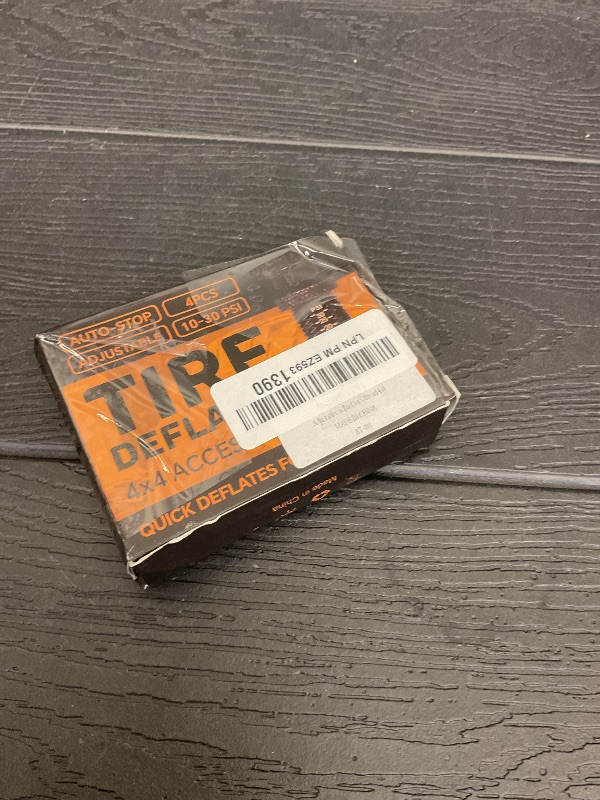 AUTO-STOP
4PCS
ADJUSTABLE
10-30 PSI
TIRE
DEFLA
4x4 ACCES
QUICK DEFLATES F
LPN PM EZ593 1390
Made in China